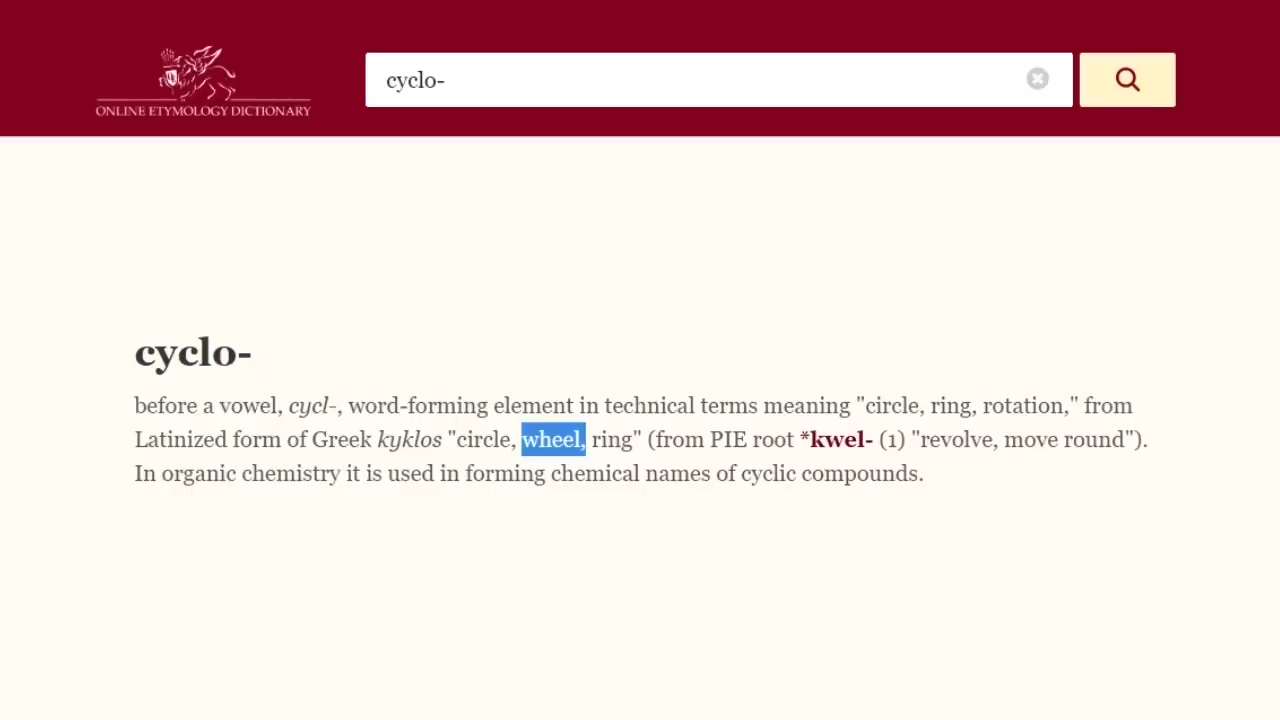 cyclo-
ONLINE ETYMOLOGY DICTIONARY
cyclo-
before a vowel, cycl-, word-forming element in technical terms meaning "circle, ring, rotation," from
Latinized form of Greek kyklos "circle, wheel, ring" (from PIE root *kwel- (1) "revolve, move round").
In organic chemistry it is used in forming chemical names of cyclic compounds.